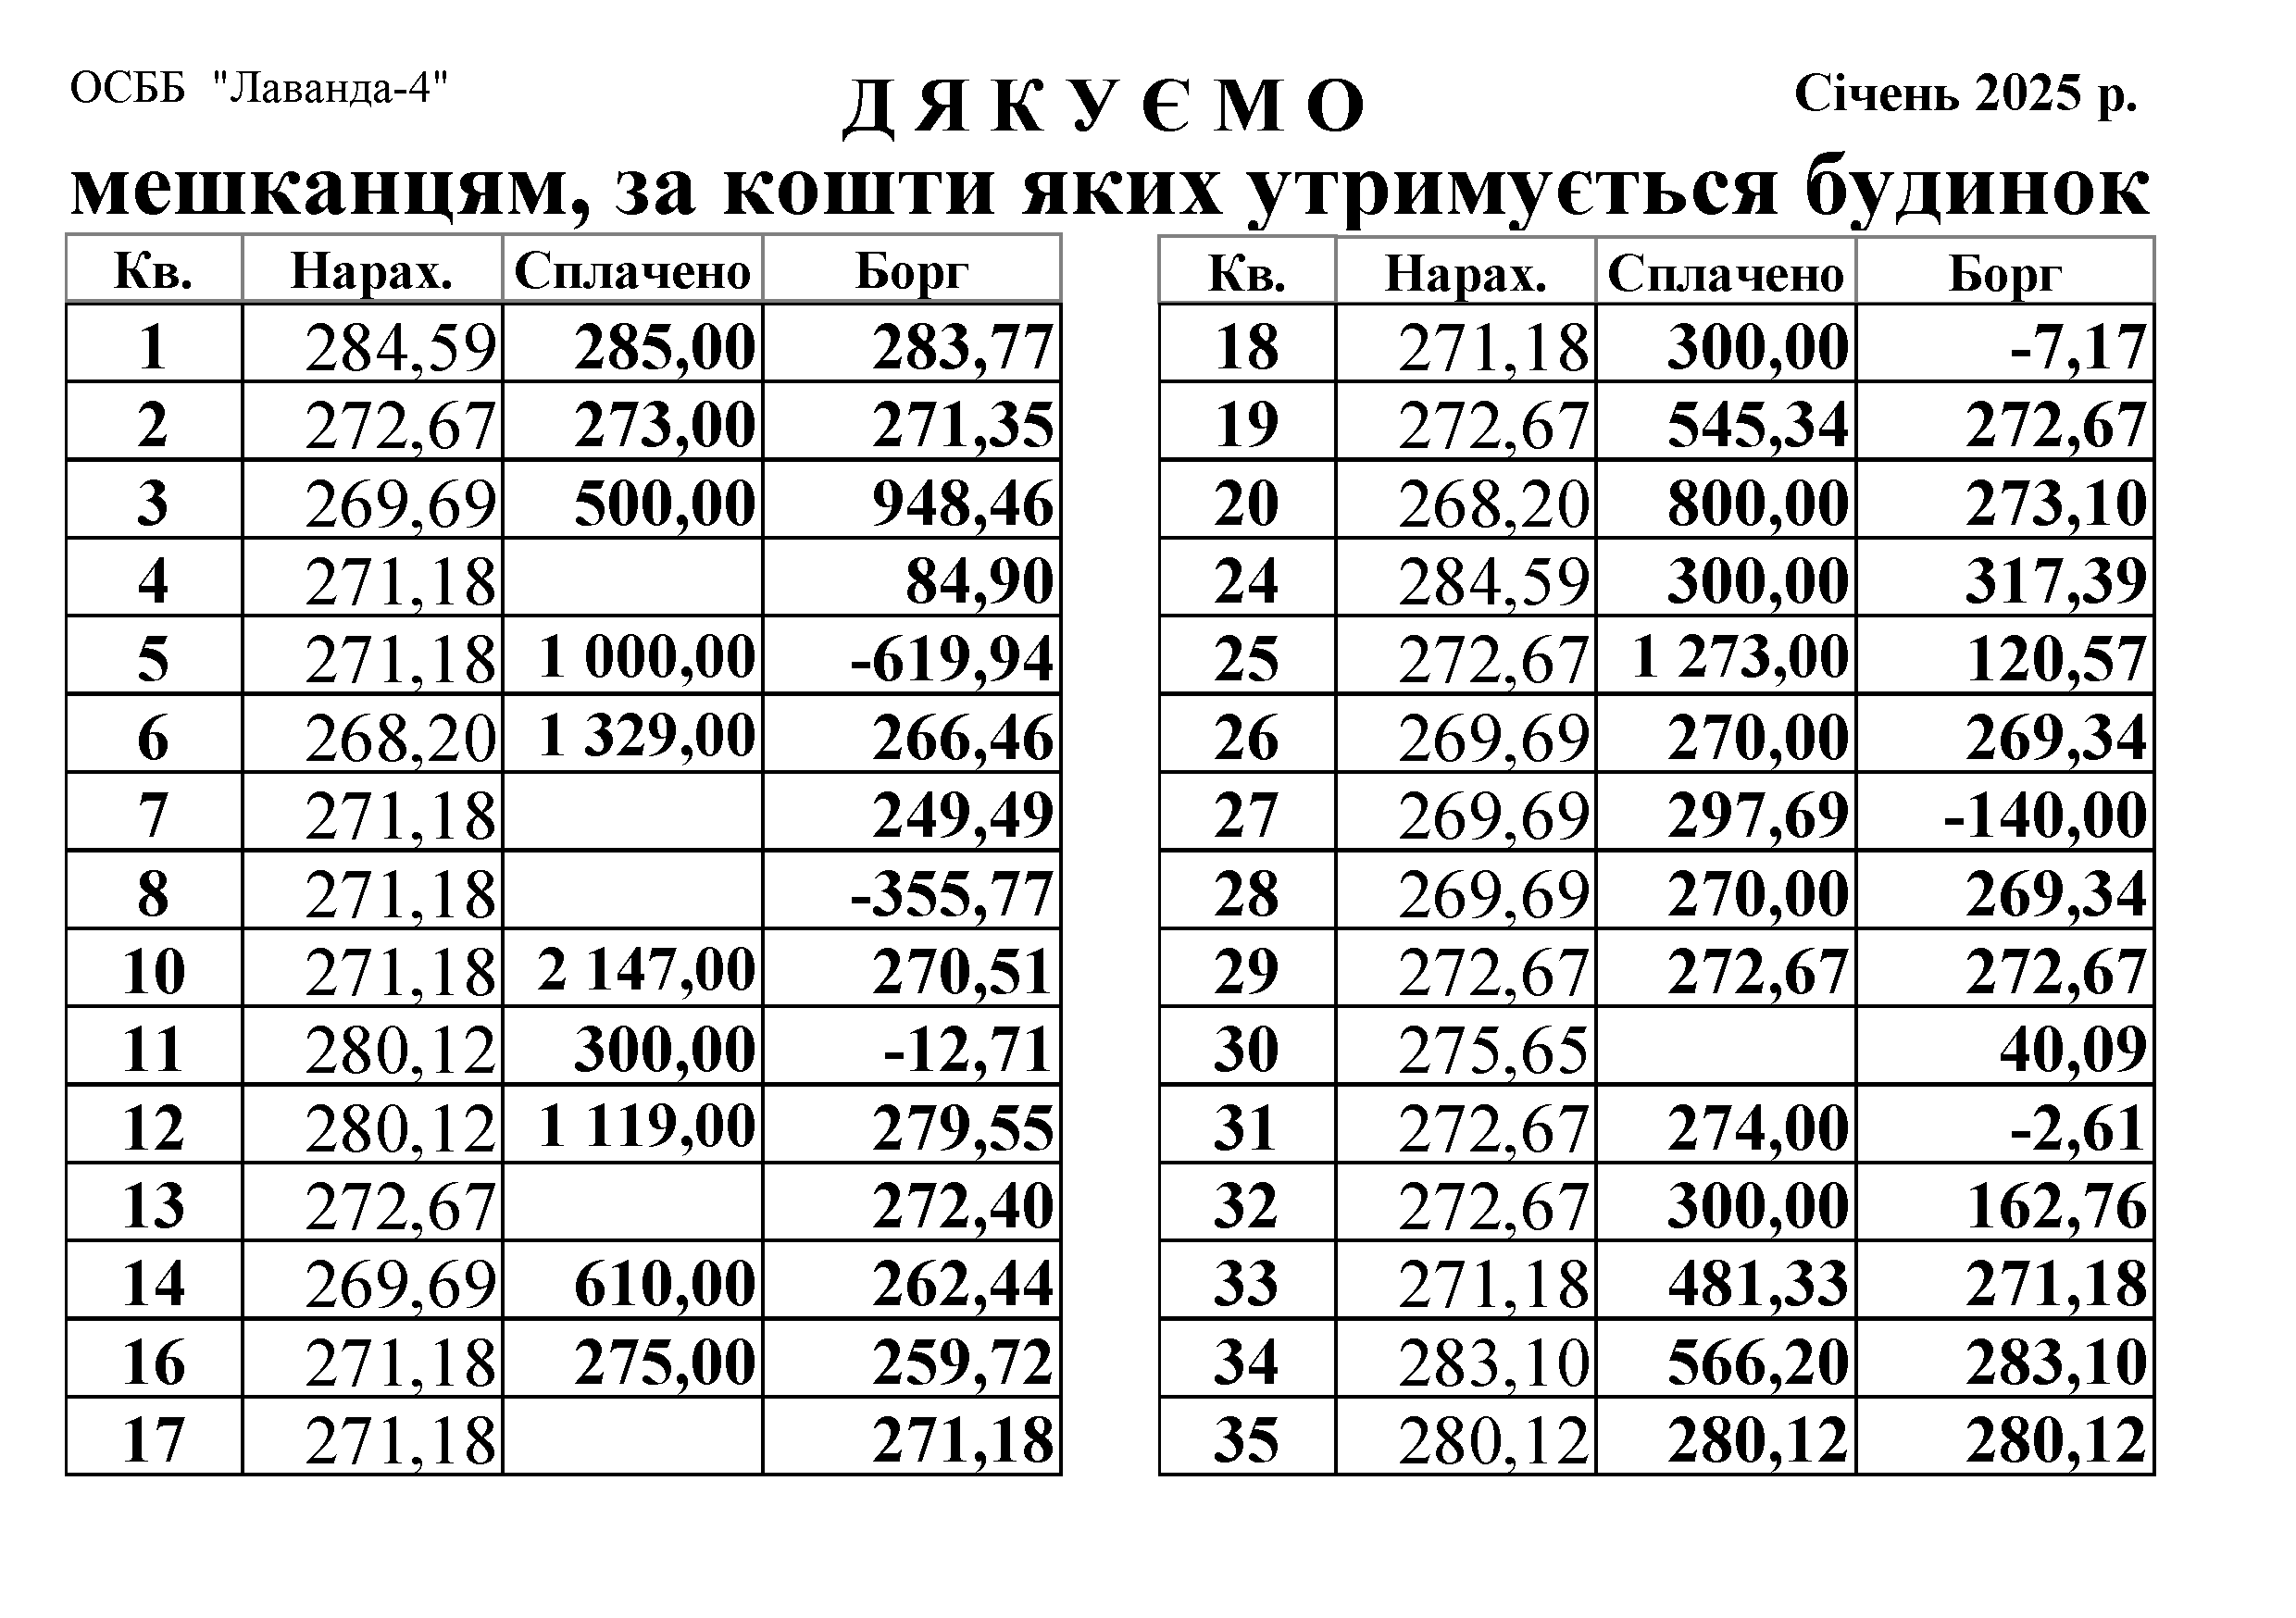 ОСББ "Лаванда-4"
Д Я К У Є М О
Січень 2025 р.
мешканцям, за кошти яких утримується будинок
Кв. Нарах. Сплачено Борг
1 284,59 285,00 283,77
2 272,67 273,00 271,35
3 269,69 500,00 948,46
4 271,18 84,90
5 271,18 1 000,00 -619,94
6 268,20 1 329,00 266,46
7 271,18 249,49
8 271,18 -355,77
10 271,18 2 147,00 270,51
11 280,12 300,00 -12,71
12 280,12 1 119,00 279,55
13 272,67 272,40
14 269,69 610,00 262,44
16 271,18 275,00 259,72
17 271,18 271,18
Кв. Нарах. Сплачено Борг
18 271,18 300,00 -7,17
19 272,67 545,34 272,67
20 268,20 800,00 273,10
24 284,59 300,00 317,39
25 272,67 1 273,00 120,57
26 269,69 270,00 269,34
27 269,69 297,69 -140,00
28 269,69 270,00 269,34
29 272,67 272,67 272,67
30 275,65 40,09
31 272,67 274,00 -2,61
32 272,67 300,00 162,76
33 271,18 481,33 271,18
34 283,10 566,20 283,10
35 280,12 280,12 280,12